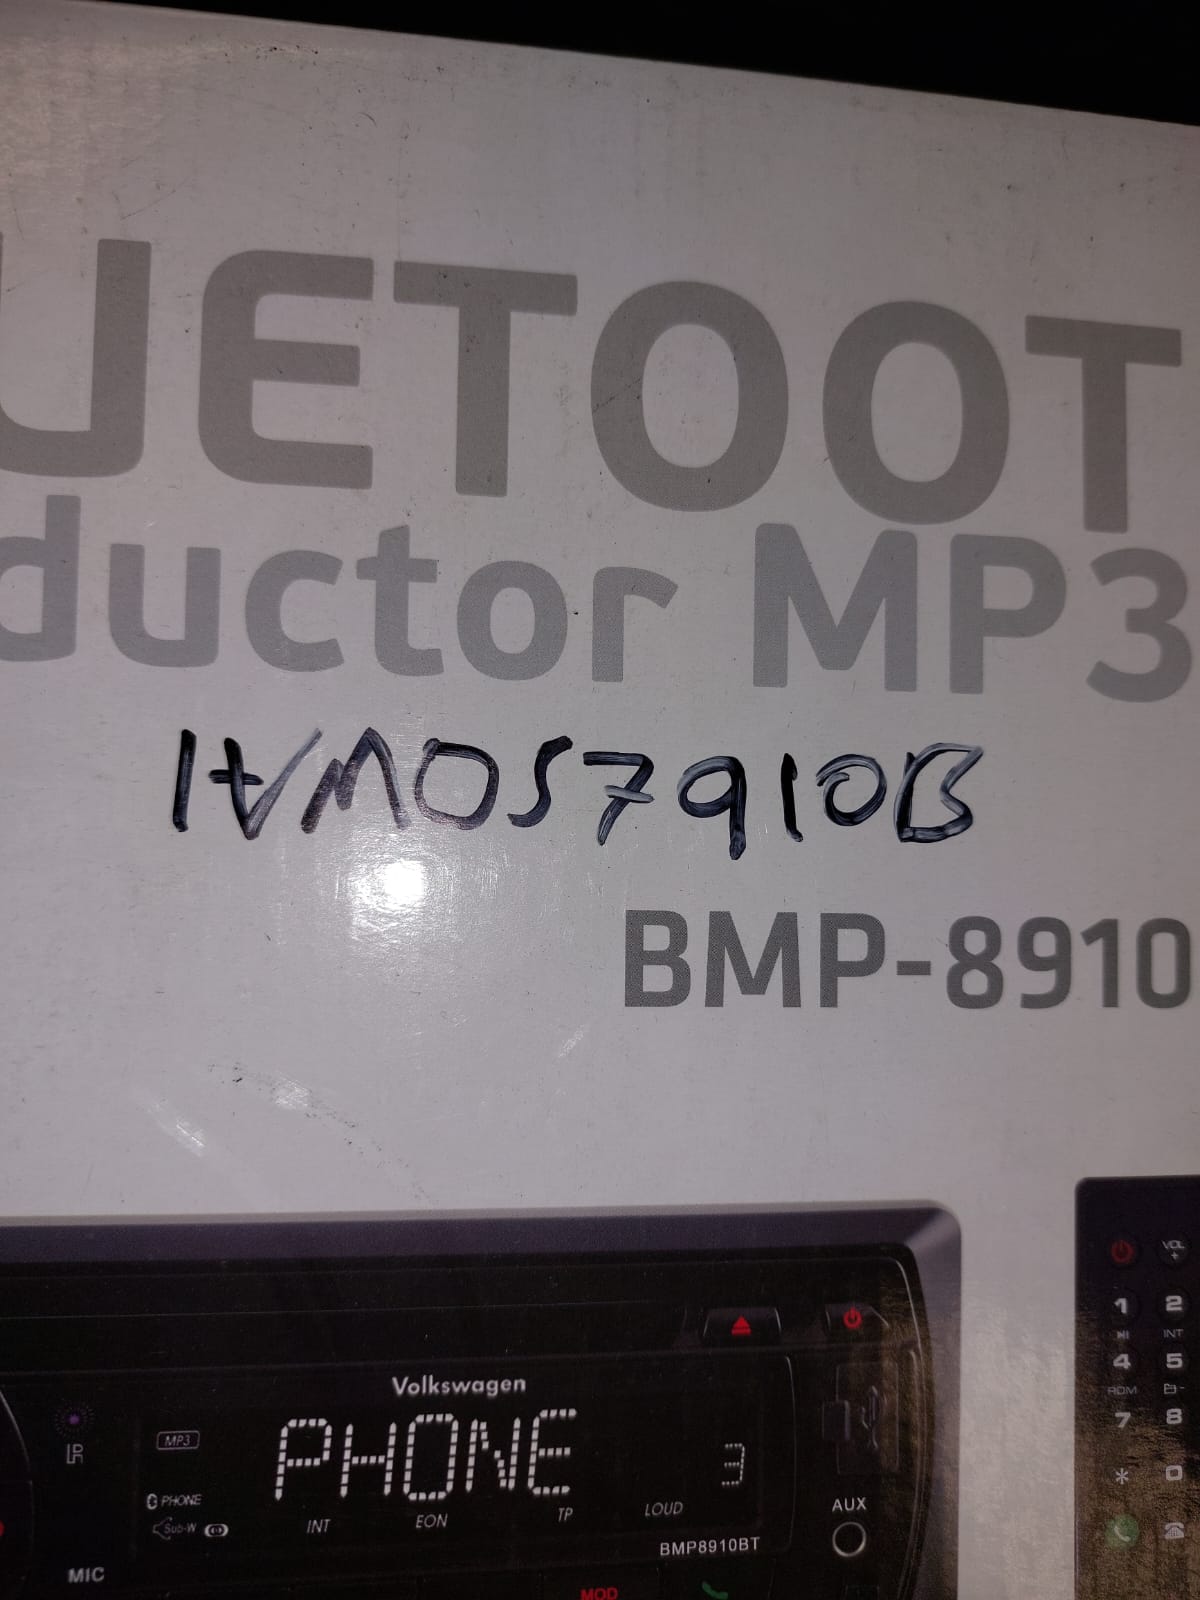 UETOOT
ductor MP3
1AVMOS7910B
BMP-8910
Volkswagen
MP3
PHONE 3
PHONE
Sub-W
INT EON TP LOUD
BMP8910BT
AUX
MIC
MOD
VOL
+
1 2
INT
4 5
RDM
7 8
* 0